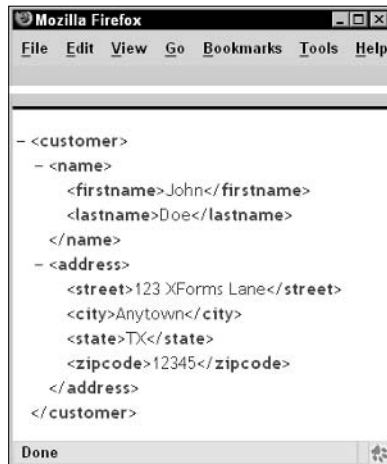 Mozilla Firefox
File Edit View Go Bookmarks Tools Help
– <customer>
– <name>
<firstname>John</firstname>
<lastname>Doe</lastname>
</name>
– <address>
<street>123 XForms Lane</street>
<city>Anytown</city>
<state>TX</state>
<zipcode>12345</zipcode>
</address>
</customer>
Done